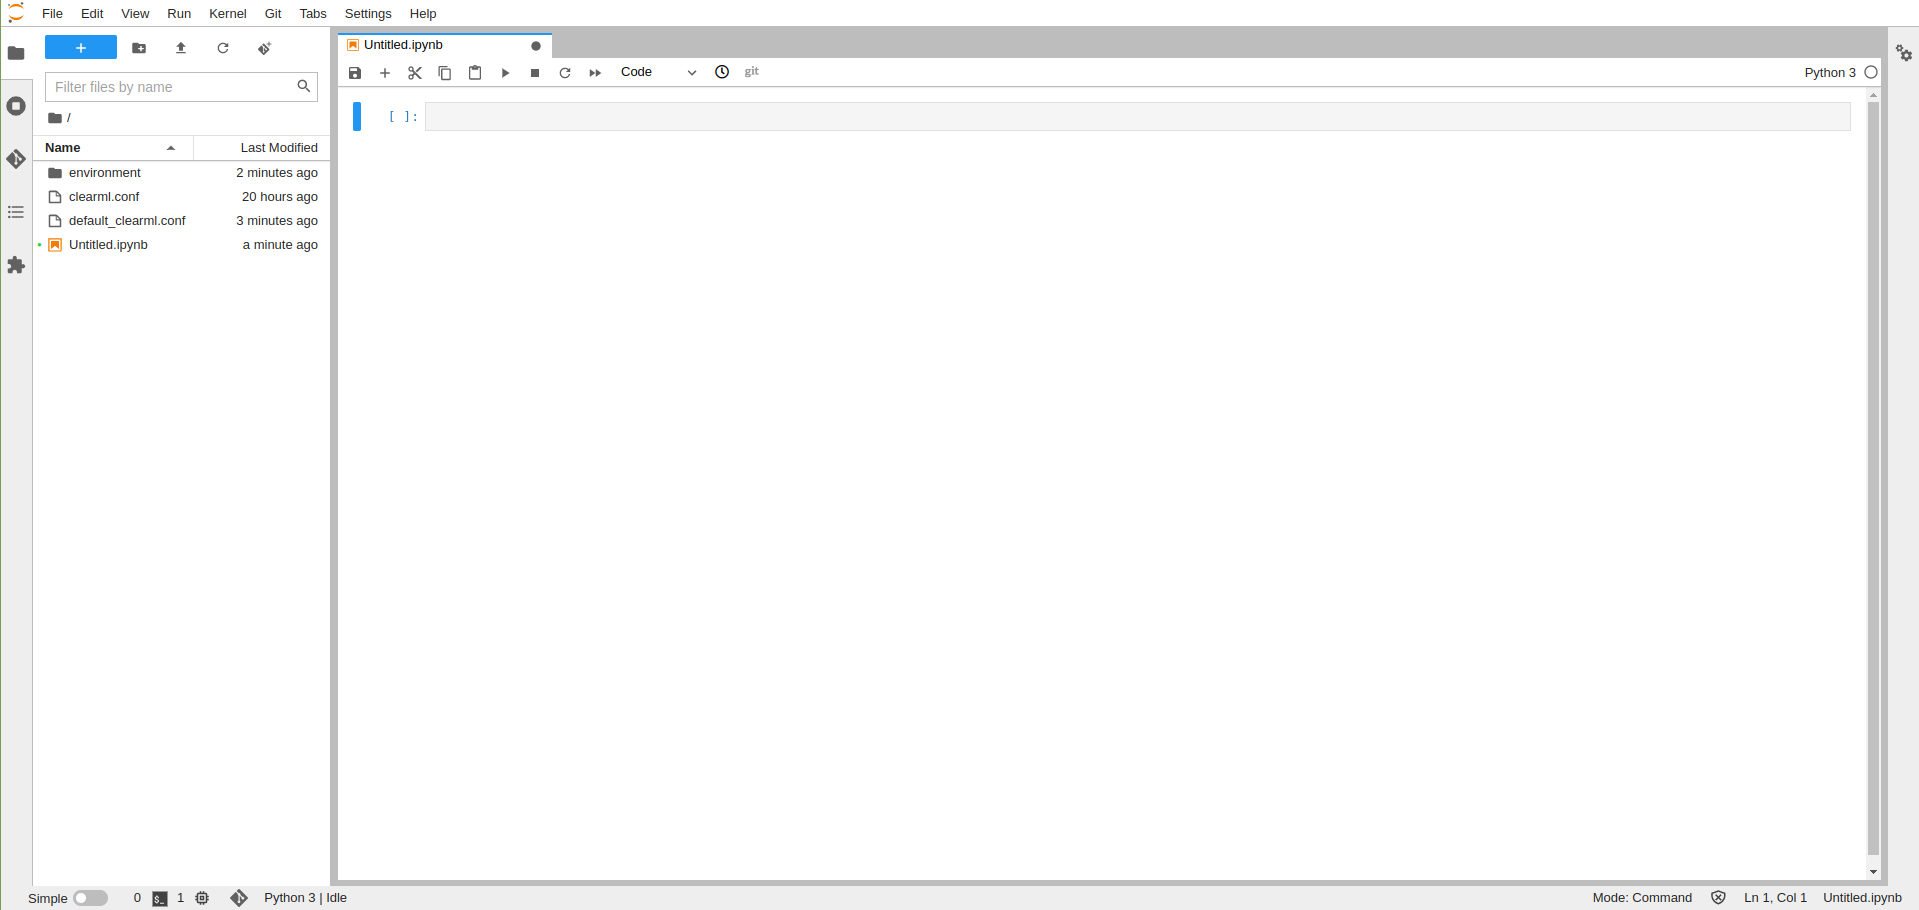 File Edit View Run Kernel Git Tabs Settings Help
Untitled.ipynb
Code git Python 3
Filter files by name
/
[ ]:
Name Last Modified
environment 2 minutes ago
clearml.conf 20 hours ago
default_clearml.conf 3 minutes ago
Untitled.ipynb a minute ago
Simple 0 $_ 1 Python 3 | Idle Mode: Command Ln 1, Col 1 Untitled.ipynb